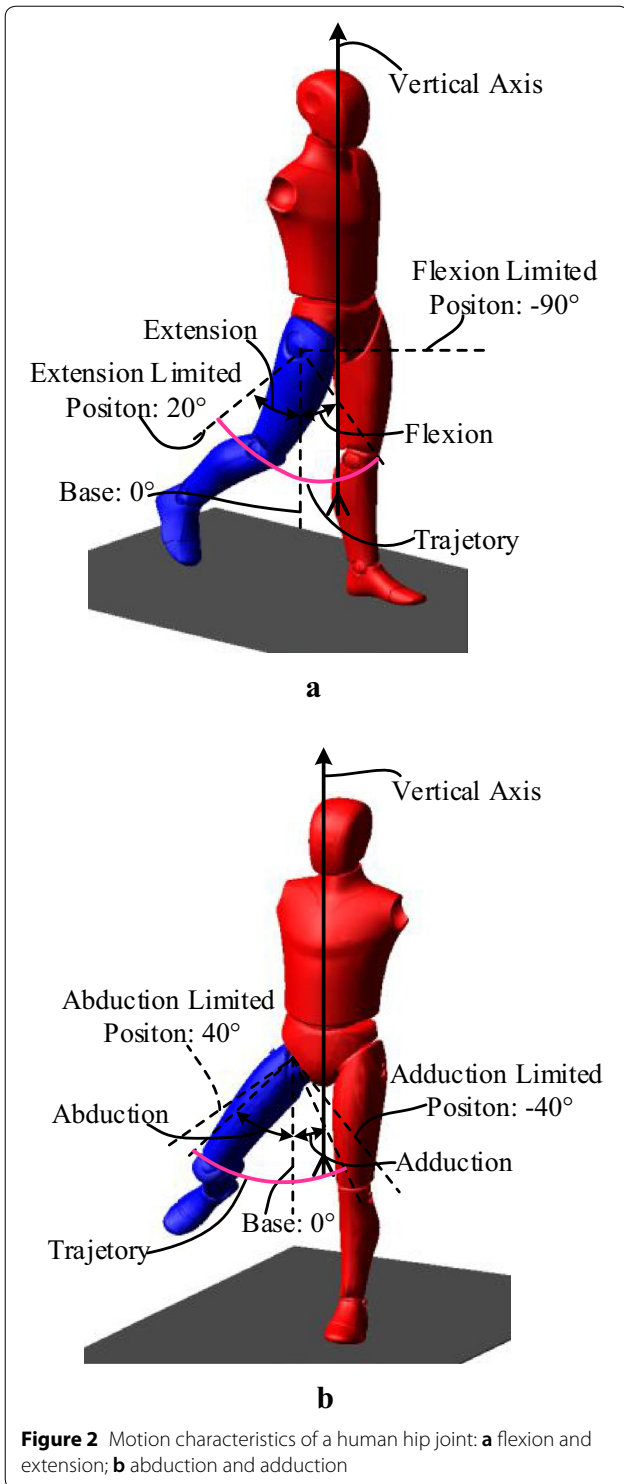 Vertical Axis
Flexion Limited
Positon: -90°
Extension
Extension Limited
Positon: 20°
Flexion
Base: 0°
Trajetory
a
Vertical Axis
Abduction Limited
Positon: 40°
Adduction Limited
Positon: -40°
Abduction
Adduction
Base: 0°
Trajetory
b
Figure 2 Motion characteristics of a human hip joint: a flexion and
extension; b abduction and adduction